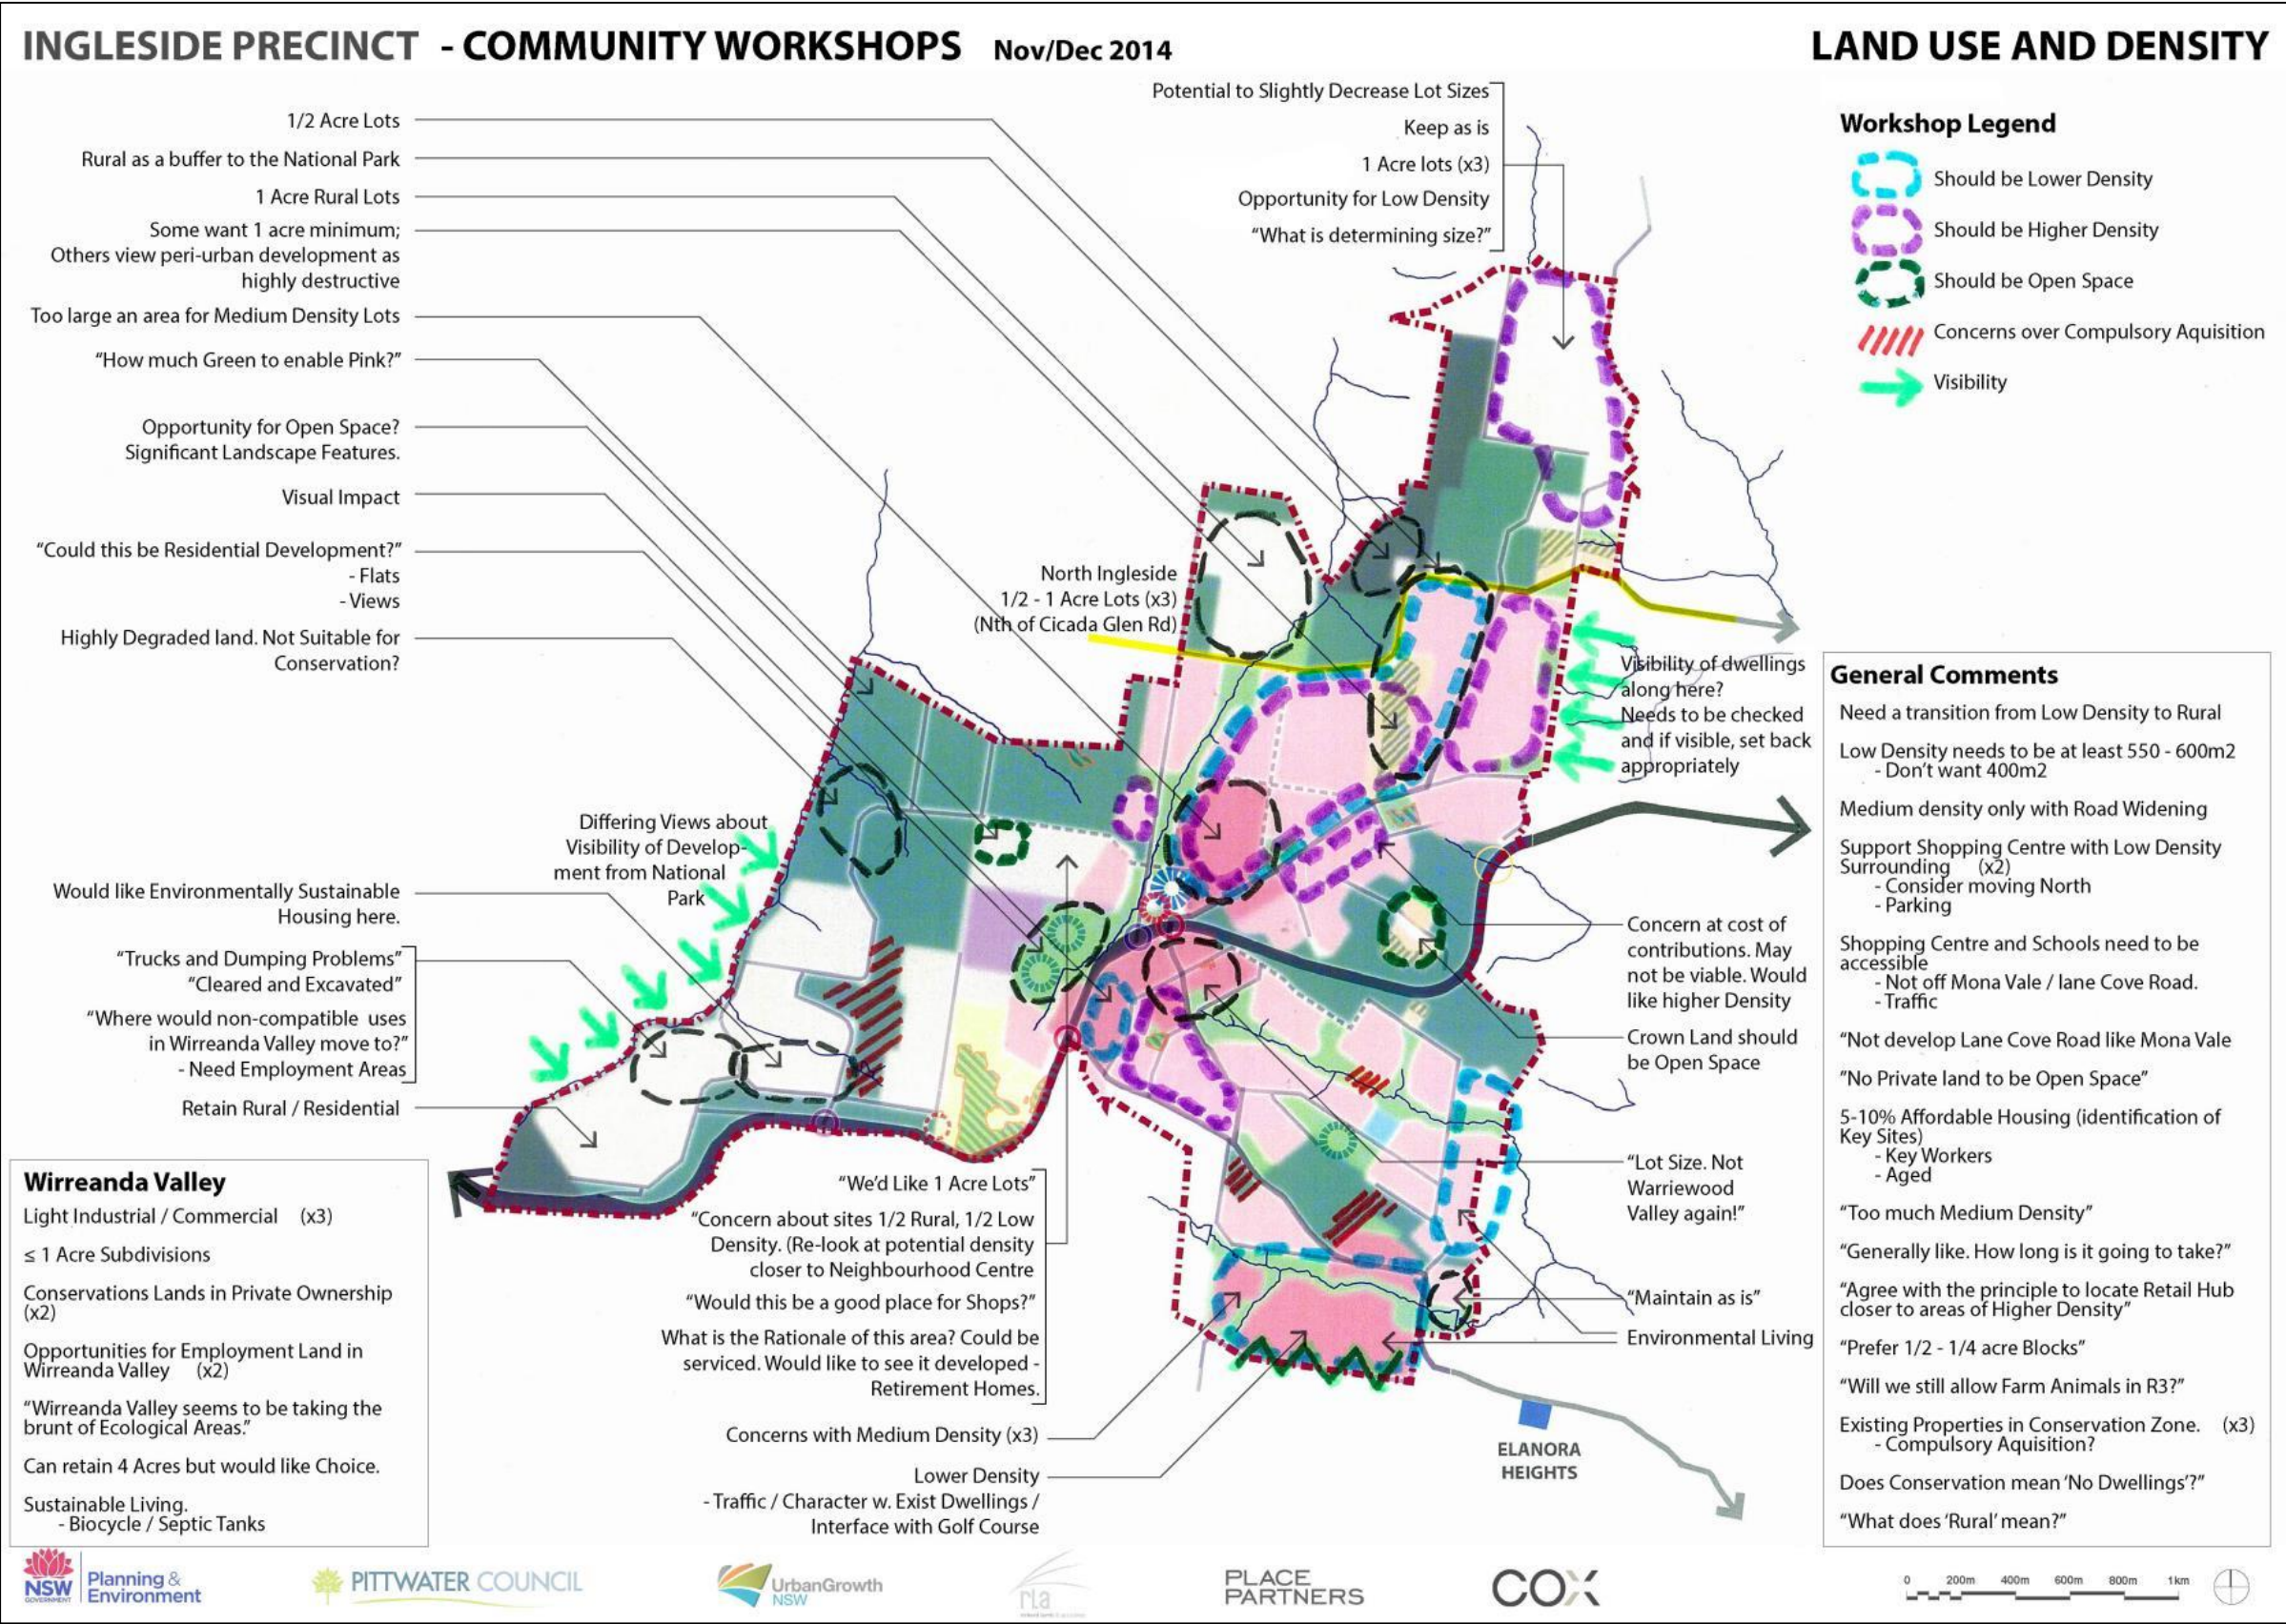 INGLESIDE PRECINCT - COMMUNITY WORKSHOPS Nov/Dec 2014
LAND USE AND DENSITY
1/2 Acre Lots
Rural as a buffer to the National Park
1 Acre Rural Lots
Some want 1 acre minimum;
Others view peri-urban development as
highly destructive
Too large an area for Medium Density Lots
“How much Green to enable Pink?”
Opportunity for Open Space?
Significant Landscape Features.
Visual Impact
“Could this be Residential Development?”
- Flats
- Views
Highly Degraded land. Not Suitable for
Conservation?
Would like Environmentally Sustainable
Housing here.
“Trucks and Dumping Problems”
“Cleared and Excavated”
“Where would non-compatible uses
in Wirreanda Valley move to?”
- Need Employment Areas
Retain Rural / Residential
Potential to Slightly Decrease Lot Sizes
Keep as is
1 Acre lots (x3)
Opportunity for Low Density
“What is determining size?”
North Ingleside
1/2 - 1 Acre Lots (x3)
(Nth of Cicada Glen Rd)
Differing Views about
Visibility of Develop-
ment from National
Park
Workshop Legend
Should be Lower Density
Should be Higher Density
Should be Open Space
Concerns over Compulsory Aquisition
Visibility
Visibility of dwellings
along here?
Needs to be checked
and if visible, set back
appropriately
Concern at cost of
contributions. May
not be viable. Would
like higher Density
Crown Land should
be Open Space
“Lot Size. Not
Warriewood
Valley again!”
“Maintain as is”
Environmental Living
ELANORA
HEIGHTS
“We’d Like 1 Acre Lots”
“Concern about sites 1/2 Rural, 1/2 Low
Density. (Re-look at potential density
closer to Neighbourhood Centre
“Would this be a good place for Shops?”
What is the Rationale of this area? Could be
serviced. Would like to see it developed -
Retirement Homes.
Concerns with Medium Density (x3)
Lower Density
- Traffic / Character w. Exist Dwellings /
Interface with Golf Course
Wirreanda Valley
Light Industrial / Commercial (x3)
≤ 1 Acre Subdivisions
Conservations Lands in Private Ownership
(x2)
Opportunities for Employment Land in
Wirreanda Valley (x2)
“Wirreanda Valley seems to be taking the
brunt of Ecological Areas.”
Can retain 4 Acres but would like Choice.
Sustainable Living.
- Biocycle / Septic Tanks
General Comments
Need a transition from Low Density to Rural
Low Density needs to be at least 550 - 600m2
- Don’t want 400m2
Medium density only with Road Widening
Support Shopping Centre with Low Density
Surrounding (x2)
- Consider moving North
- Parking
Shopping Centre and Schools need to be
accessible
- Not off Mona Vale / lane Cove Road.
- Traffic
“Not develop Lane Cove Road like Mona Vale
“No Private land to be Open Space”
5-10% Affordable Housing (identification of
Key Sites)
- Key Workers
- Aged
“Too much Medium Density”
“Generally like. How long is it going to take?”
“Agree with the principle to locate Retail Hub
closer to areas of Higher Density”
“Prefer 1/2 - 1/4 acre Blocks”
“Will we still allow Farm Animals in R3?”
Existing Properties in Conservation Zone. (x3)
- Compulsory Aquisition?
Does Conservation mean ‘No Dwellings’?”
“What does ‘Rural’ mean?”
NSW GOVERNMENT
Planning &
Environment
PITTWATER COUNCIL
UrbanGrowth
NSW
rla
PLACE
PARTNERS
COX
0 200m 400m 600m 800m 1km